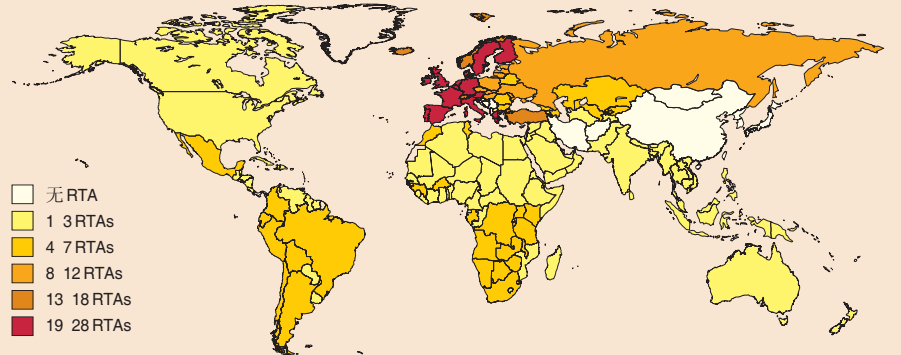 无 RTA
1 3 RTAs
4 7 RTAs
8 12 RTAs
13 18 RTAs
19 28 RTAs